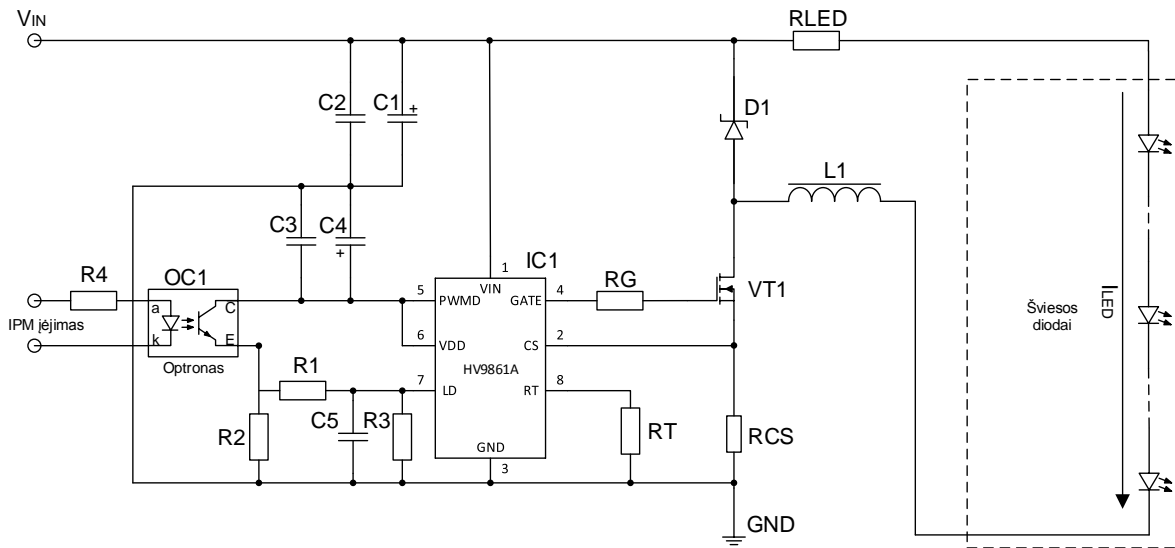 VIN
RLED
C2
C1
+
D1
L1
C3
C4
+
IC1
R4
OC1
a
k
C
E
IPM įėjimas
Optronas
1
VIN
5
PWMD
GATE
4
RG
VT1
6
VDD
CS
2
HV9861A
7
LD
RT
8
GND
3
R1
R2
C5
R3
RT
RCS
GND
Šviesos
diodai
ILED